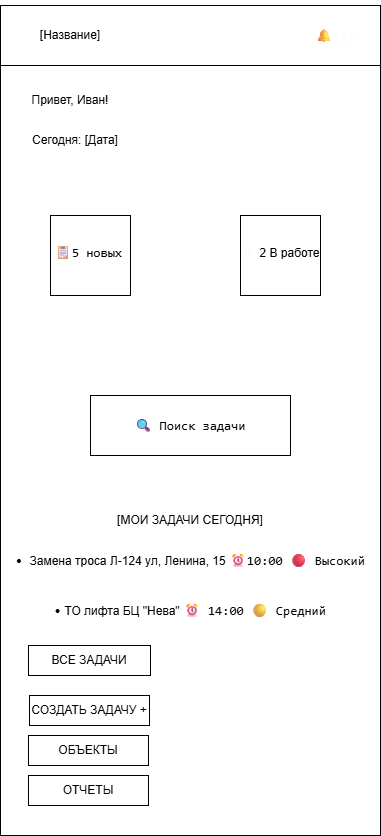 [Название] 🔔
Привет, Иван!
Сегодня: [Дата]
📋 5 новых
2 В работе
🔍 Поиск задачи
[МОИ ЗАДАЧИ СЕГОДНЯ]
• Замена троса Л-124 ул, Ленина, 15 ⏰ 10:00 🔴 Высокий
• ТО лифта БЦ "Нева" ⏰ 14:00 🟡 Средний
ВСЕ ЗАДАЧИ
СОЗДАТЬ ЗАДАЧУ +
ОБЪЕКТЫ
ОТЧЕТЫ